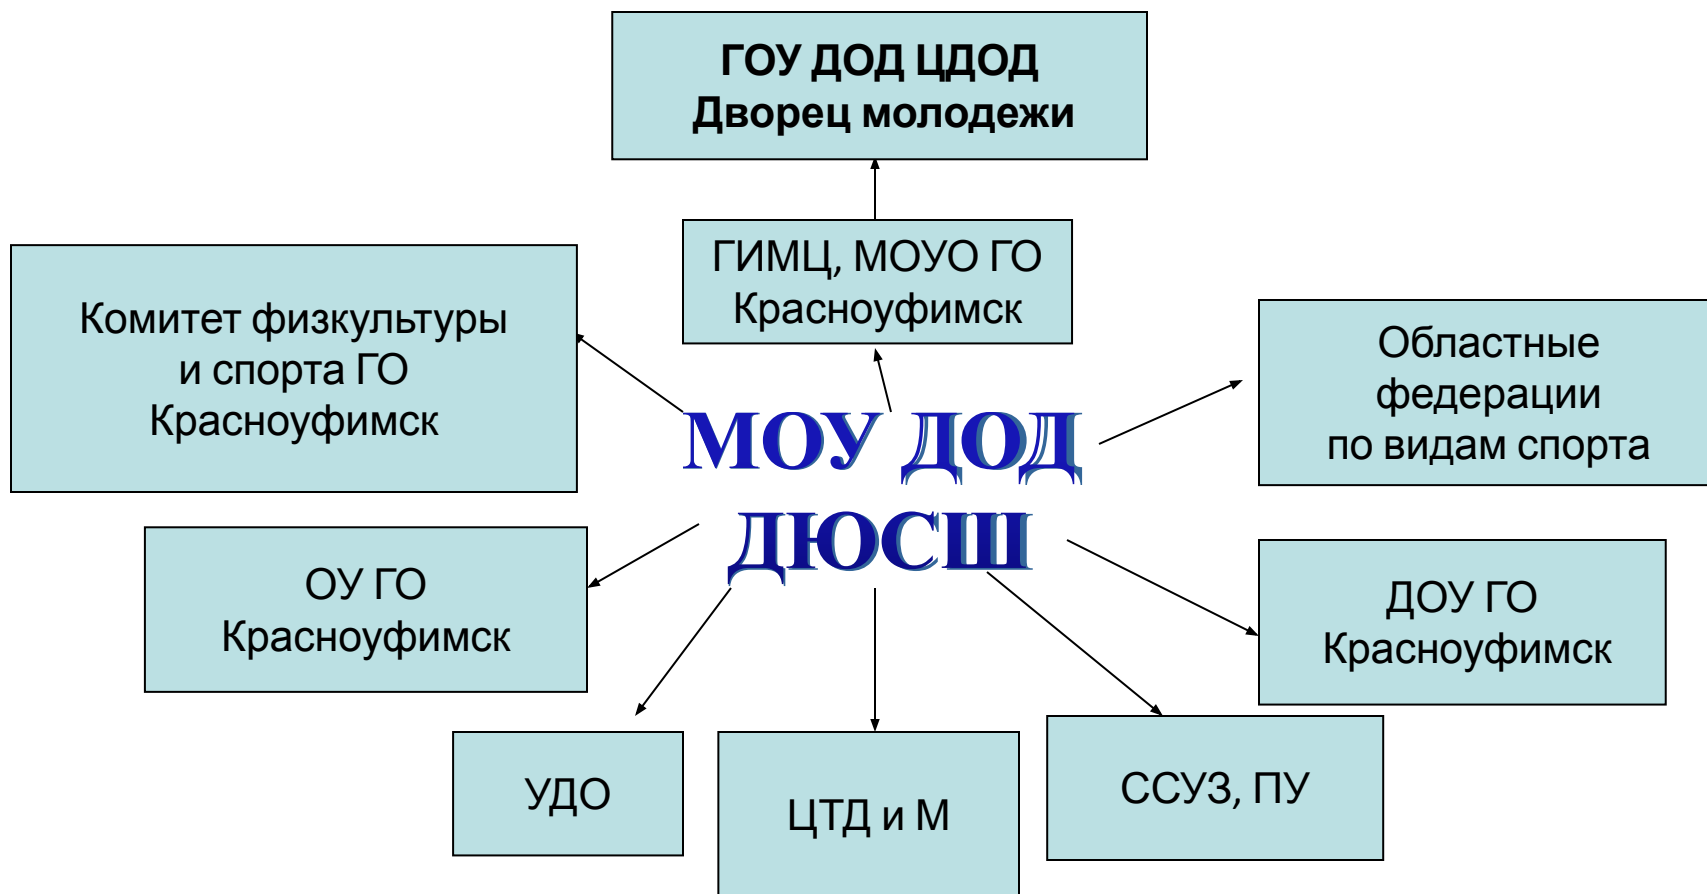 ГОУ ДОД ЦДОД
Дворец молодежи
ГИМЦ, МОУО ГО
Красноуфимск
Комитет физкультуры
и спорта ГО
Красноуфимск
Областные
федерации
по видам спорта
МОУ ДОД
ДЮСШ
ОУ ГО
Красноуфимск
ДОУ ГО
Красноуфимск
УДО
ЦТД и М
ССУЗ, ПУ